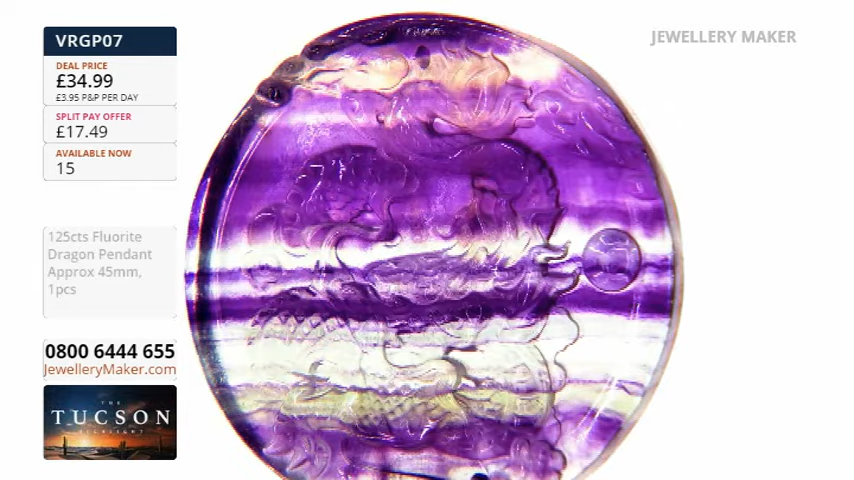 VRGP07
DEAL PRICE
£34.99
£3.95 P&P PER DAY
SPLIT PAY OFFER
£17.49
AVAILABLE NOW
15
125cts Fluorite
Dragon Pendant
Approx 45mm,
1pcs
0800 6444 655
JewelleryMaker.com
THE
TUCSON
JEWELLERY MAKER